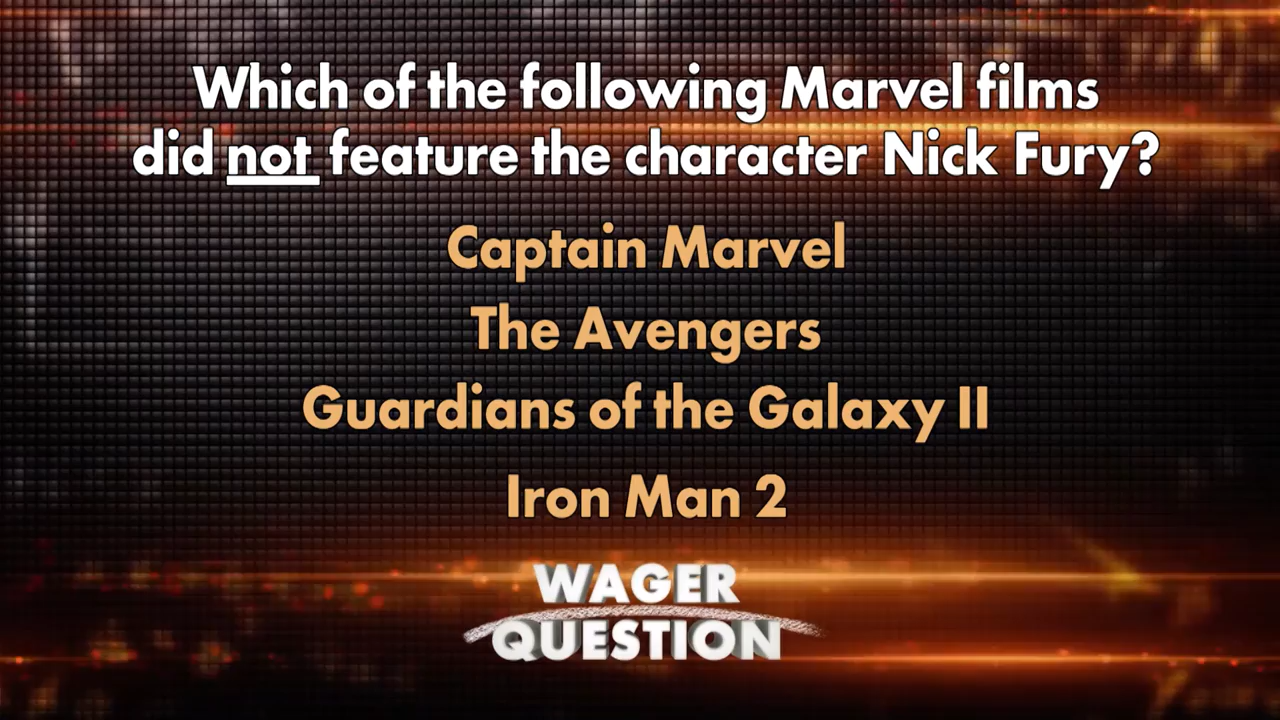 Which of the following Marvel films
did not feature the character Nick Fury?
Captain Marvel
The Avengers
Guardians of the Galaxy II
Iron Man 2
WAGER
QUESTION